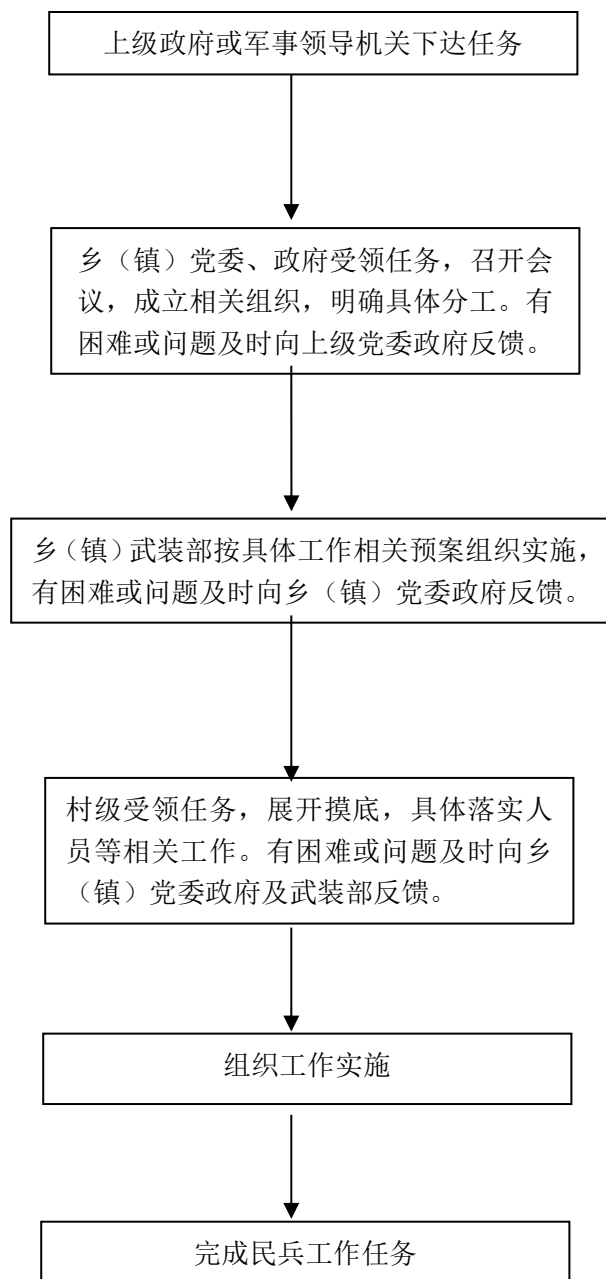 上级政府或军事领导机关下达任务
乡（镇）党委、政府受领任务，召开会
议，成立相关组织，明确具体分工。有
困难或问题及时向上级党委政府反馈。
乡（镇）武装部按具体工作相关预案组织实施，
有困难或问题及时向乡（镇）党委政府反馈。
村级受领任务，展开摸底，具体落实人
员等相关工作。有困难或问题及时向乡
（镇）党委政府及武装部反馈。
组织工作实施
完成民兵工作任务